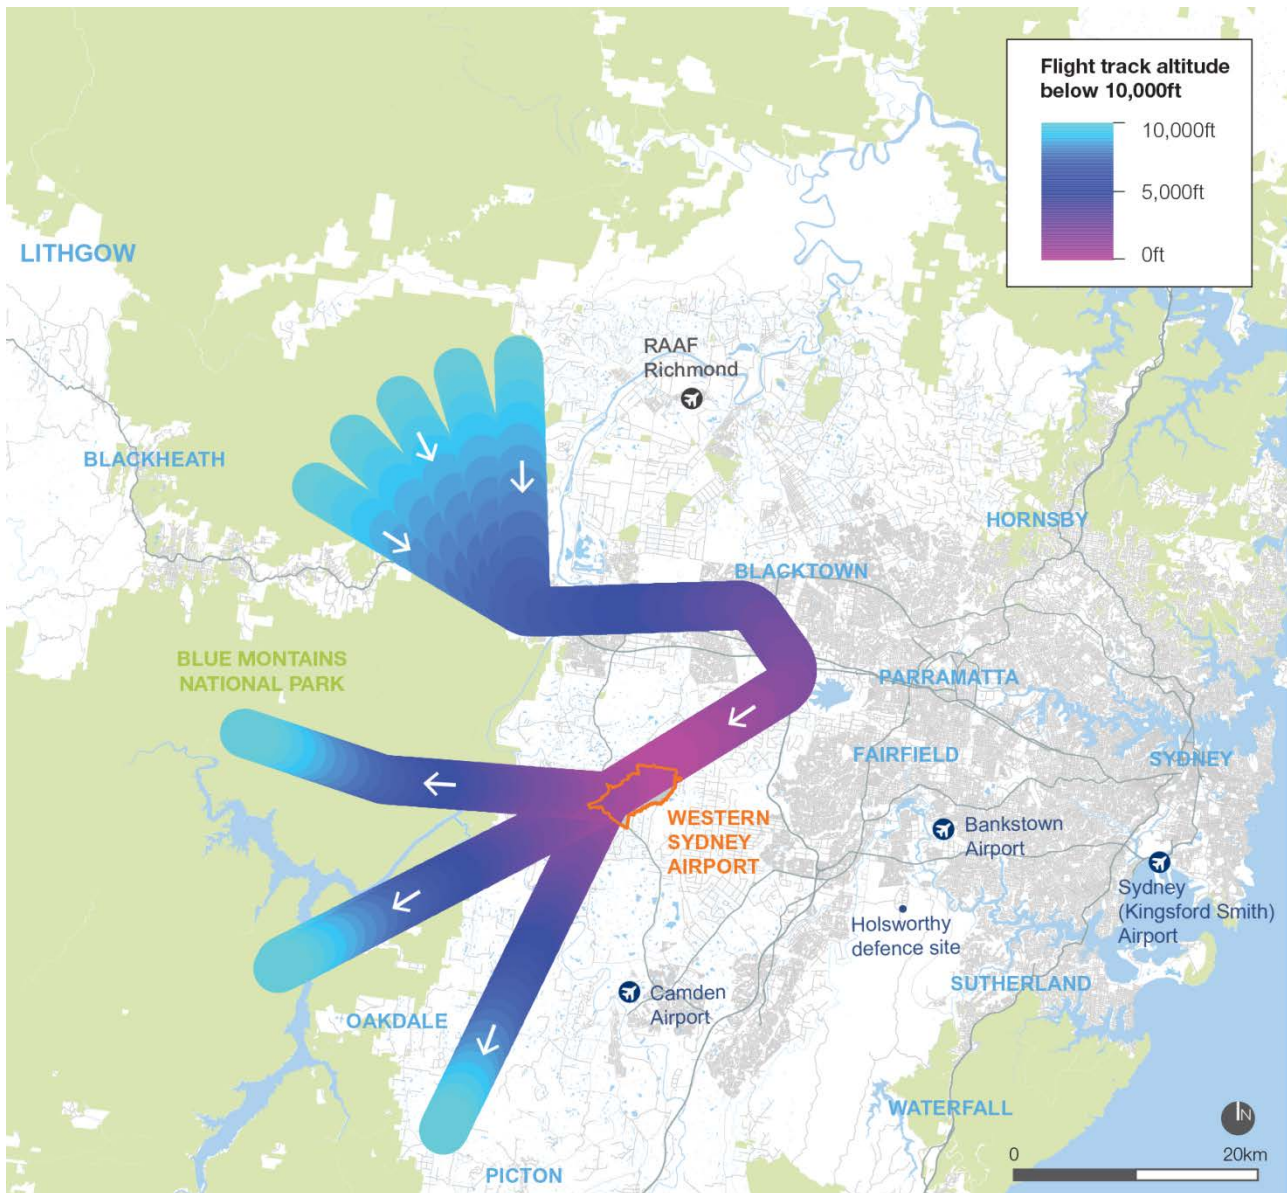 Flight track altitude
below 10,000ft
10,000ft
5,000ft
0ft
LITHGOW
RAAF
Richmond
BLACKHEATH
HORNSBY
BLACKTOWN
BLUE MONTAINS
NATIONAL PARK
PARRAMATTA
FAIRFIELD
SYDNEY
WESTERN
SYDNEY
AIRPORT
Bankstown
Airport
Sydney
(Kingsford Smith)
Airport
Holsworthy
defence site
SUTHERLAND
Camden
Airport
OAKDALE
WATERFALL
PICTON
N
0
20km